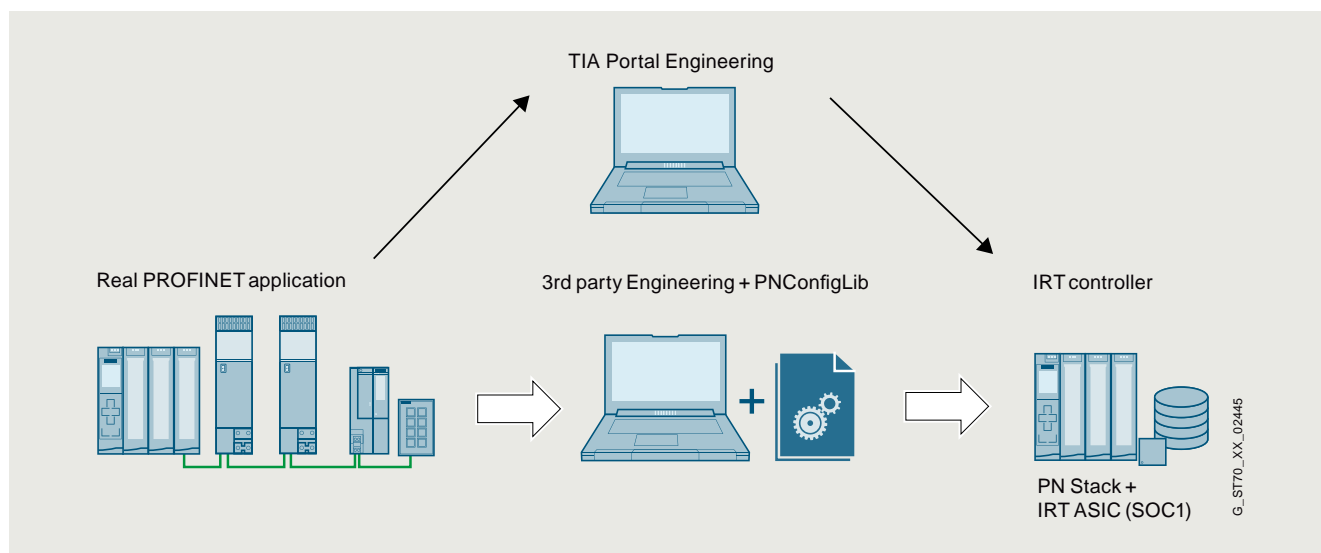 TIA Portal Engineering
Real PROFINET application
3rd party Engineering + PNConfigLib
IRT controller
+
PN Stack +
IRT ASIC (SOC1)
G_ST70_XX_02445